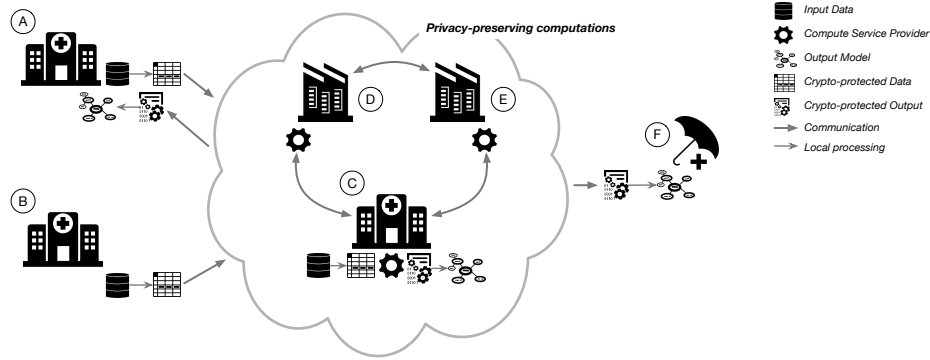 A
Privacy-preserving computations
Input Data
Compute Service Provider
Output Model
Crypto-protected Data
Crypto-protected Output
Communication
Local processing
D
E
F
C
B